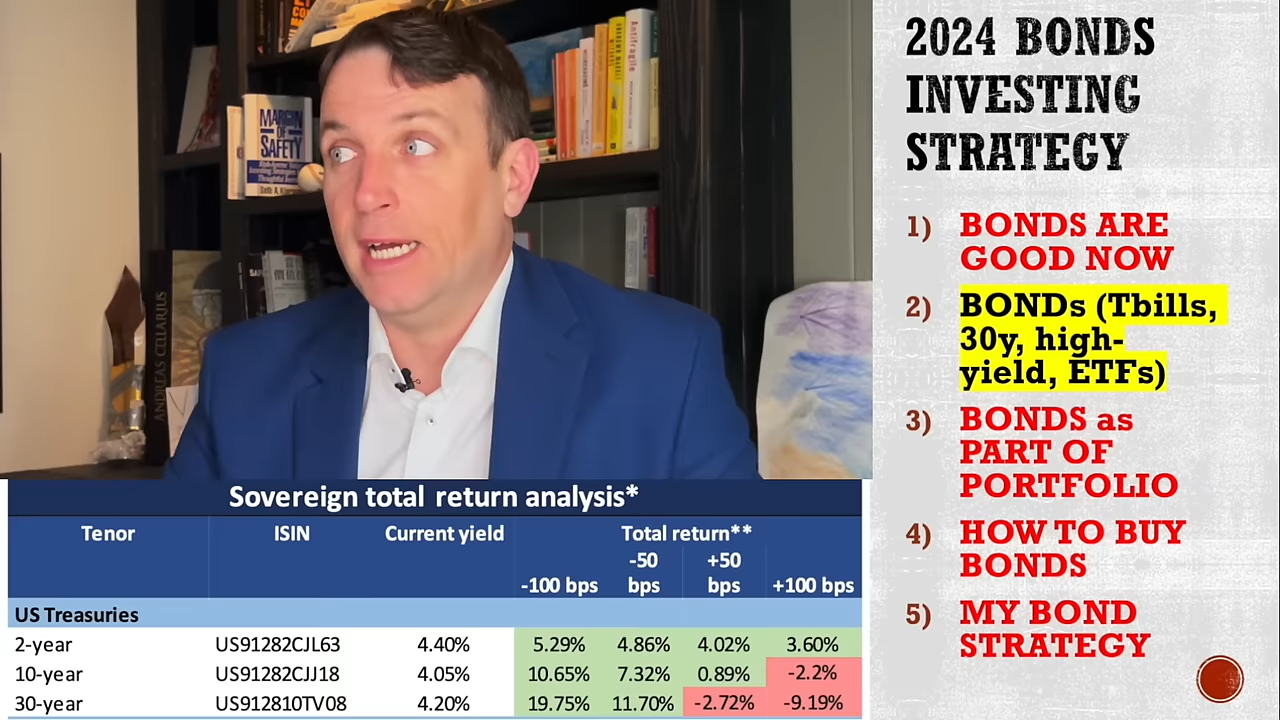 2024 BONDS
INVESTING
STRATEGY
1) BONDS ARE
GOOD NOW
2) BONDs (Tbills,
30y, high-
yield, ETFs)
3) BONDS as
PART OF
PORTFOLIO
4) HOW TO BUY
BONDS
5) MY BOND
STRATEGY
MARGIN
OF
SAFETY
Antifragile
ANDREAS CELLARIUS
Sovereign total return analysis*
Tenor ISIN Current yield Total return**
-100 bps -50 bps +50 bps +100 bps
US Treasuries
2-year US91282CJL63 4.40% 5.29% 4.86% 4.02% 3.60%
10-year US91282CJJ18 4.05% 10.65% 7.32% 0.89% -2.2%
30-year US912810TV08 4.20% 19.75% 11.70% -2.72% -9.19%